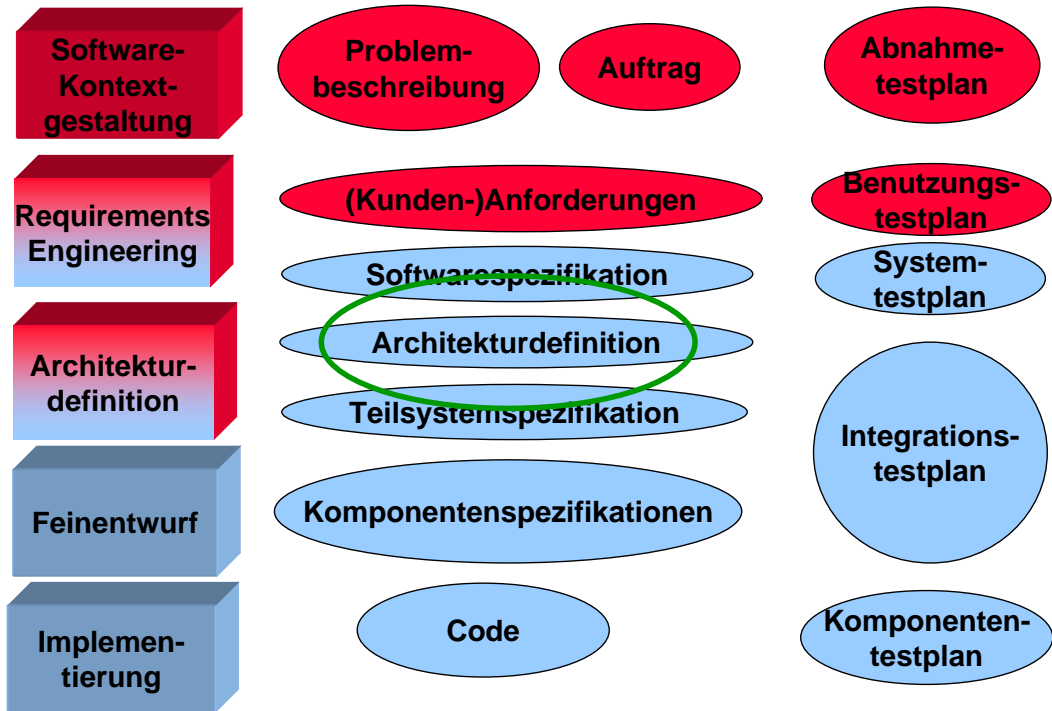 Software-
Kontext-
gestaltung
Problem-
beschreibung
Auftrag
Abnahme-
testplan
Requirements
Engineering
(Kunden-)Anforderungen
Benutzungs-
testplan
Softwarespezifikation
System-
testplan
Architektur-
definition
Architekturdefinition
Teilsystemspezifikation
Integrations-
testplan
Feinentwurf
Komponentenspezifikationen
Implemen-
tierung
Code
Komponenten-
testplan